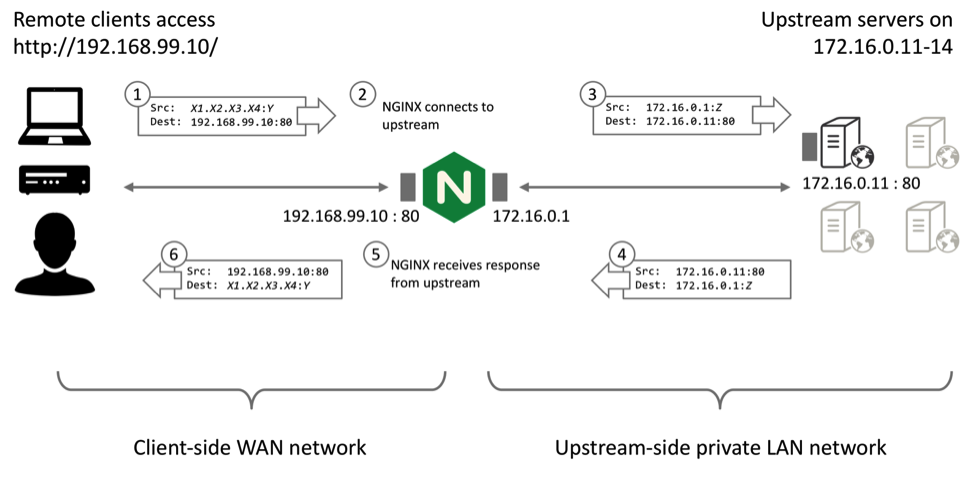 Remote clients access
http://192.168.99.10/
Upstream servers on
172.16.0.11-14
1
Src: X1.X2.X3.X4:Y
Dest: 192.168.99.10:80
2
NGINX connects to
upstream
3
Src: 172.16.0.1:Z
Dest: 172.16.0.11:80
N
192.168.99.10 : 80
172.16.0.1
172.16.0.11 : 80
6
Src: 192.168.99.10:80
Dest: X1.X2.X3.X4:Y
5
NGINX receives response
from upstream
4
Src: 172.16.0.11:80
Dest: 172.16.0.1:Z
Client-side WAN network
Upstream-side private LAN network